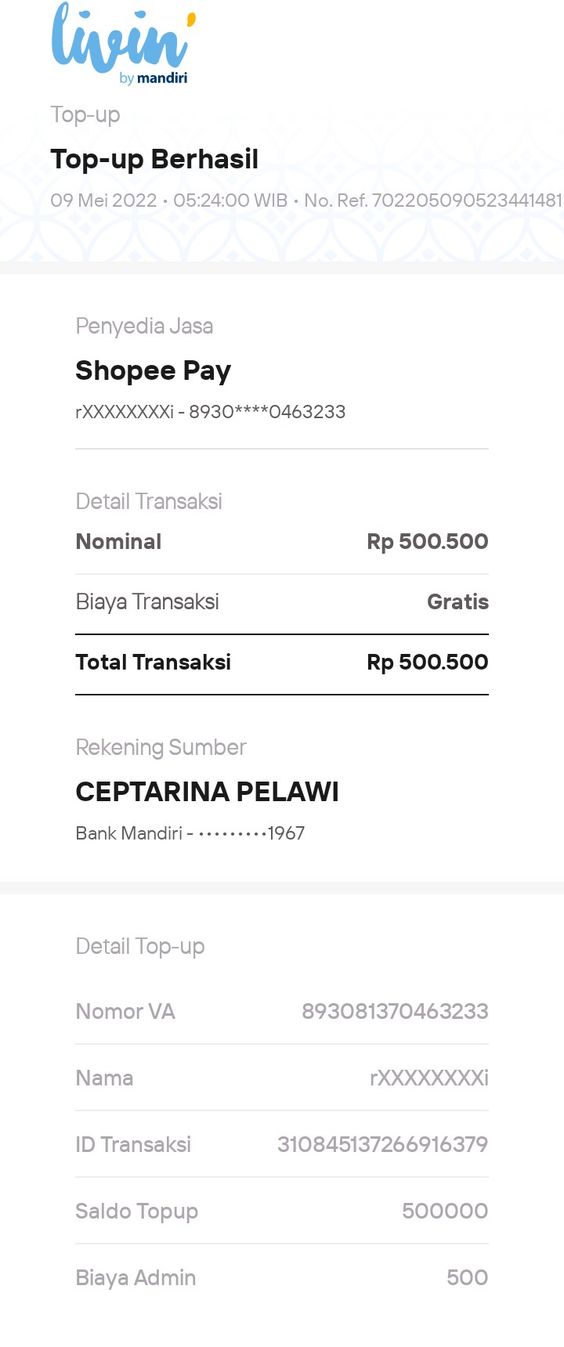 livin'
by mandiri
Top-up
Top-up Berhasil
09 Mei 2022 • 05:24:00 WIB • No. Ref. 702205090523441481
Penyedia Jasa
Shopee Pay
rXXXXXXXXi - 8930****0463233
Detail Transaksi
Nominal Rp 500.500
Biaya Transaksi Gratis
Total Transaksi Rp 500.500
Rekening Sumber
CEPTARINA PELAWI
Bank Mandiri - •••••••••1967
Detail Top-up
Nomor VA 893081370463233
Nama rXXXXXXXXi
ID Transaksi 310845137266916379
Saldo Topup 500000
Biaya Admin 500